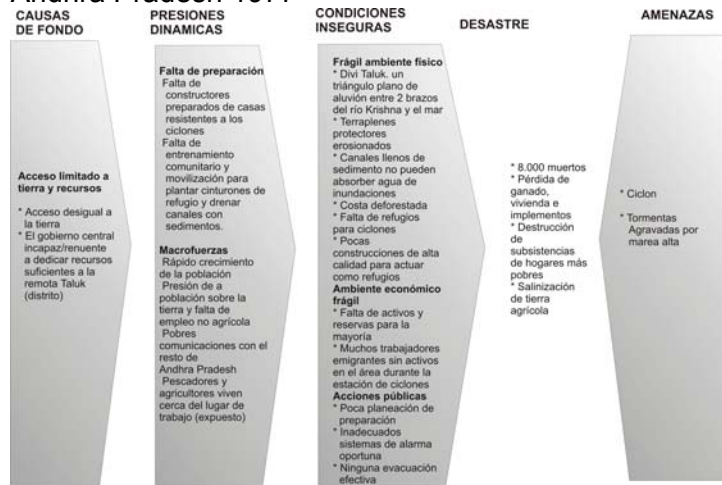 CAUSAS
DE FONDO
PRESIONES
DINAMICAS
CONDICIONES
INSEGURAS
DESASTRE
AMENAZAS
Acceso limitado a
tierra y recursos
* Acceso desigual a
la tierra
* El gobierno central
incapaz/renuente
a dedicar recursos
suficientes a la
remota Taluk
(distrito)
Falta de preparación
Falta de
constructores
preparados de casas
resistentes a los
ciclones
Falta de
entrenamiento
comunitario y
movilización para
plantar cinturones de
refugio y drenar
canales con
sedimentos.
Macrofuerzas
Rápido crecimiento
de la población
Presión de a
población sobre la
tierra y falta de
empleo no agrícola
Pobres
comunicaciones con el
resto de
Andhra Pradesh
Pescadores y
agricultores viven
cerca del lugar de
trabajo (expuesto)
Frágil ambiente físico
* Divi Taluk. un
triángulo plano de
aluvión entre 2 brazos
del río Krishna y el mar
* Terraplenes
protectores
erosionados
* Canales llenos de
sedimento no pueden
absorber agua de
inundaciones
* Costa deforestada
* Falta de refugios
para ciclones
* Pocas
construcciones de alta
calidad para actuar
como refugios
Ambiente económico
frágil
* Falta de activos y
reservas para la
mayoría
* Muchos trabajadores
emigrantes sin activos
en el área durante la
estación de ciclones
Acciones públicas
* Poca planeación de
preparación
* Inadecuados
sistemas de alarma
oportuna
* Ninguna evacuación
efectiva
* 8.000 muertos
* Pérdida de
ganado,
vivienda e
implementos
* Destrucción
de
subsistencias
de hogares más
pobres
* Salinización
de tierra
agrícola
* Ciclon
* Tormentas
Agravadas por
marea alta